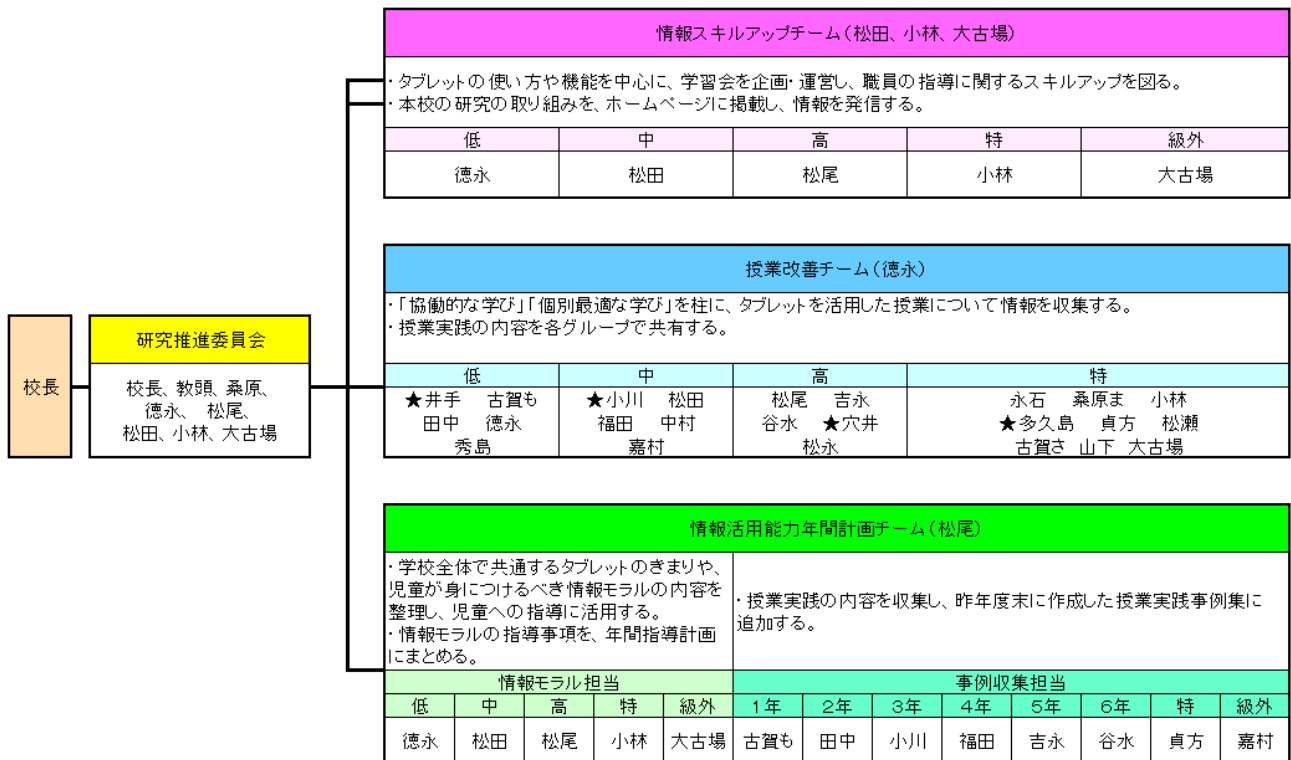 情報スキルアップチーム（松田、小林、大古場）
・タブレットの使い方や機能を中心に、学習会を企画・運営し、職員の指導に関するスキルアップを図る。
・本校の研究の取り組みを、ホームページに掲載し、情報を発信する。
低 中 高 特 級外
徳永 松田 松尾 小林 大古場
授業改善チーム（徳永）
・「協働的な学び」「個別最適な学び」を柱に、タブレットを活用した授業について情報を収集する。
・授業実践の内容を各グループで共有する。
低 中 高 特
★井手 古賀も ★小川 松田 松尾 吉永 永石 桑原ま 小林
田中 徳永 福田 中村 谷水 ★穴井 ★多久島 貞方 松瀬
秀島 嘉村 松永 古賀さ 山下 大古場
校長
研究推進委員会
校長、教頭、桑原、
徳永、 松尾、
松田、小林、大古場
情報活用能力年間計画チーム（松尾）
・学校全体で共通するタブレットのきまりや、
児童が身につけるべき情報モラルの内容を
整理し、児童への指導に活用する。
・情報モラルの指導事項を、年間指導計画
にまとめる。
・授業実践の内容を収集し、昨年度末に作成した授業実践事例集に
追加する。
情報モラル担当 事例収集担当
低 中 高 特 級外 1年 2年 3年 4年 5年 6年 特 級外
徳永 松田 松尾 小林 大古場 古賀も 田中 小川 福田 吉永 谷水 貞方 嘉村